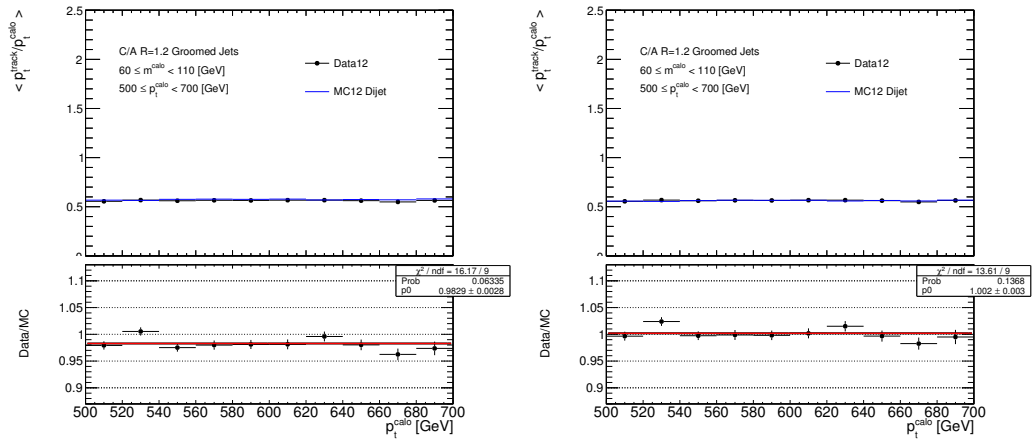 < p_t^track/p_t^calo >
2.5
2
1.5
1
0.5
0
C/A R=1.2 Groomed Jets
60 ≤ m^calo < 110 [GeV]
500 ≤ p_t^calo < 700 [GeV]
Data12
MC12 Dijet
χ² / ndf = 16.17 / 9
Prob 0.06335
p0 0.9829 ± 0.0028
Data/MC
1.1
1.05
1
0.95
0.9
500 520 540 560 580 600 620 640 660 680 700
p_t^calo [GeV]
< p_t^track/p_t^calo >
2.5
2
1.5
1
0.5
0
C/A R=1.2 Groomed Jets
60 ≤ m^calo < 110 [GeV]
500 ≤ p_t^calo < 700 [GeV]
Data12
MC12 Dijet
χ² / ndf = 13.61 / 9
Prob 0.1368
p0 1.002 ± 0.003
Data/MC
1.1
1.05
1
0.95
0.9
500 520 540 560 580 600 620 640 660 680 700
p_t^calo [GeV]